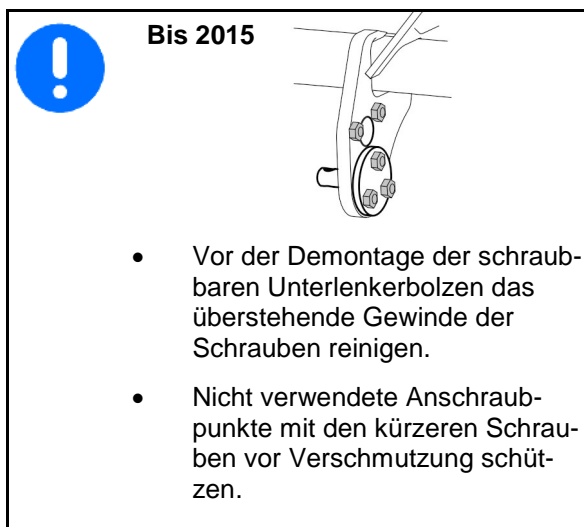 Bis 2015
• Vor der Demontage der schraub-
baren Unterlenkerbolzen das
überstehende Gewinde der
Schrauben reinigen.
• Nicht verwendete Anschraub-
punkte mit den kürzeren Schrau-
ben vor Verschmutzung schüt-
zen.